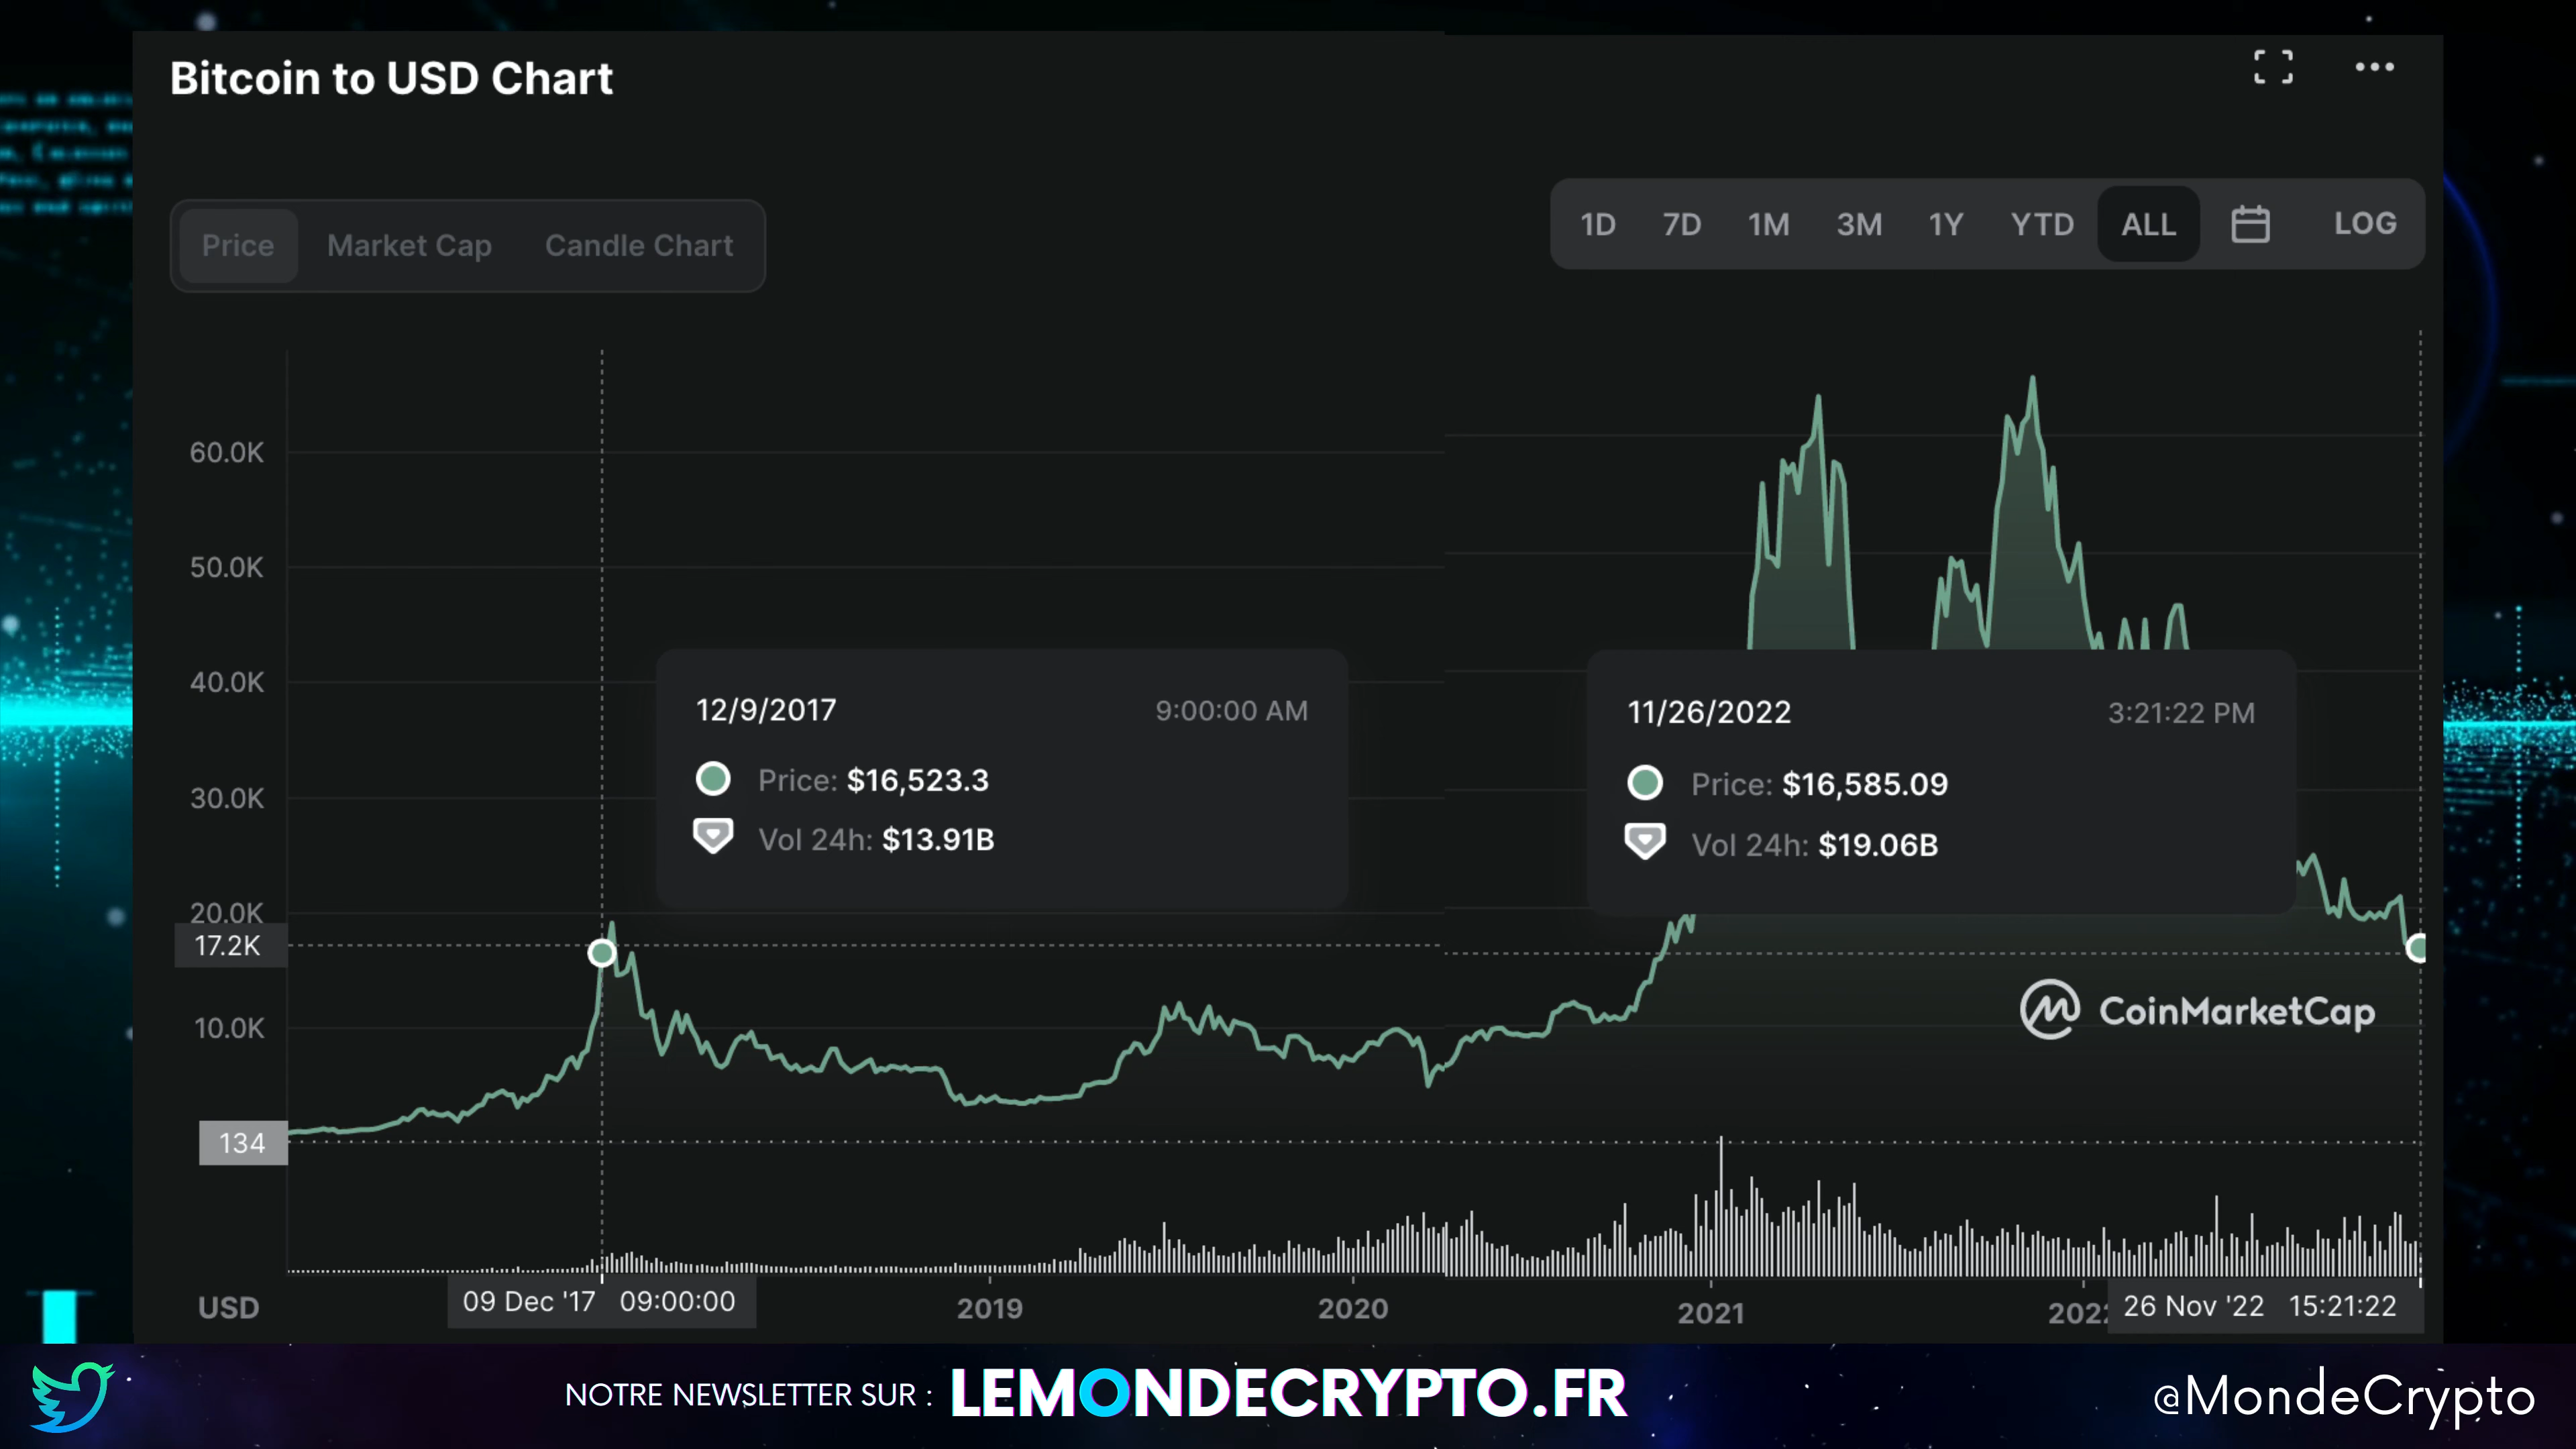 Bitcoin to USD Chart
Price Market Cap Candle Chart
1D 7D 1M 3M 1Y YTD ALL LOG
60.0K
50.0K
40.0K
30.0K
20.0K
17.2K
10.0K
134
12/9/2017 9:00:00 AM
Price: $16,523.3
Vol 24h: $13.91B
11/26/2022 3:21:22 PM
Price: $16,585.09
Vol 24h: $19.06B
CoinMarketCap
USD
09 Dec '17 09:00:00
2019
2020
2021
26 Nov '22 15:21:22
NOTRE NEWSLETTER SUR : LEMONDECRYPTO.FR
@MondeCrypto